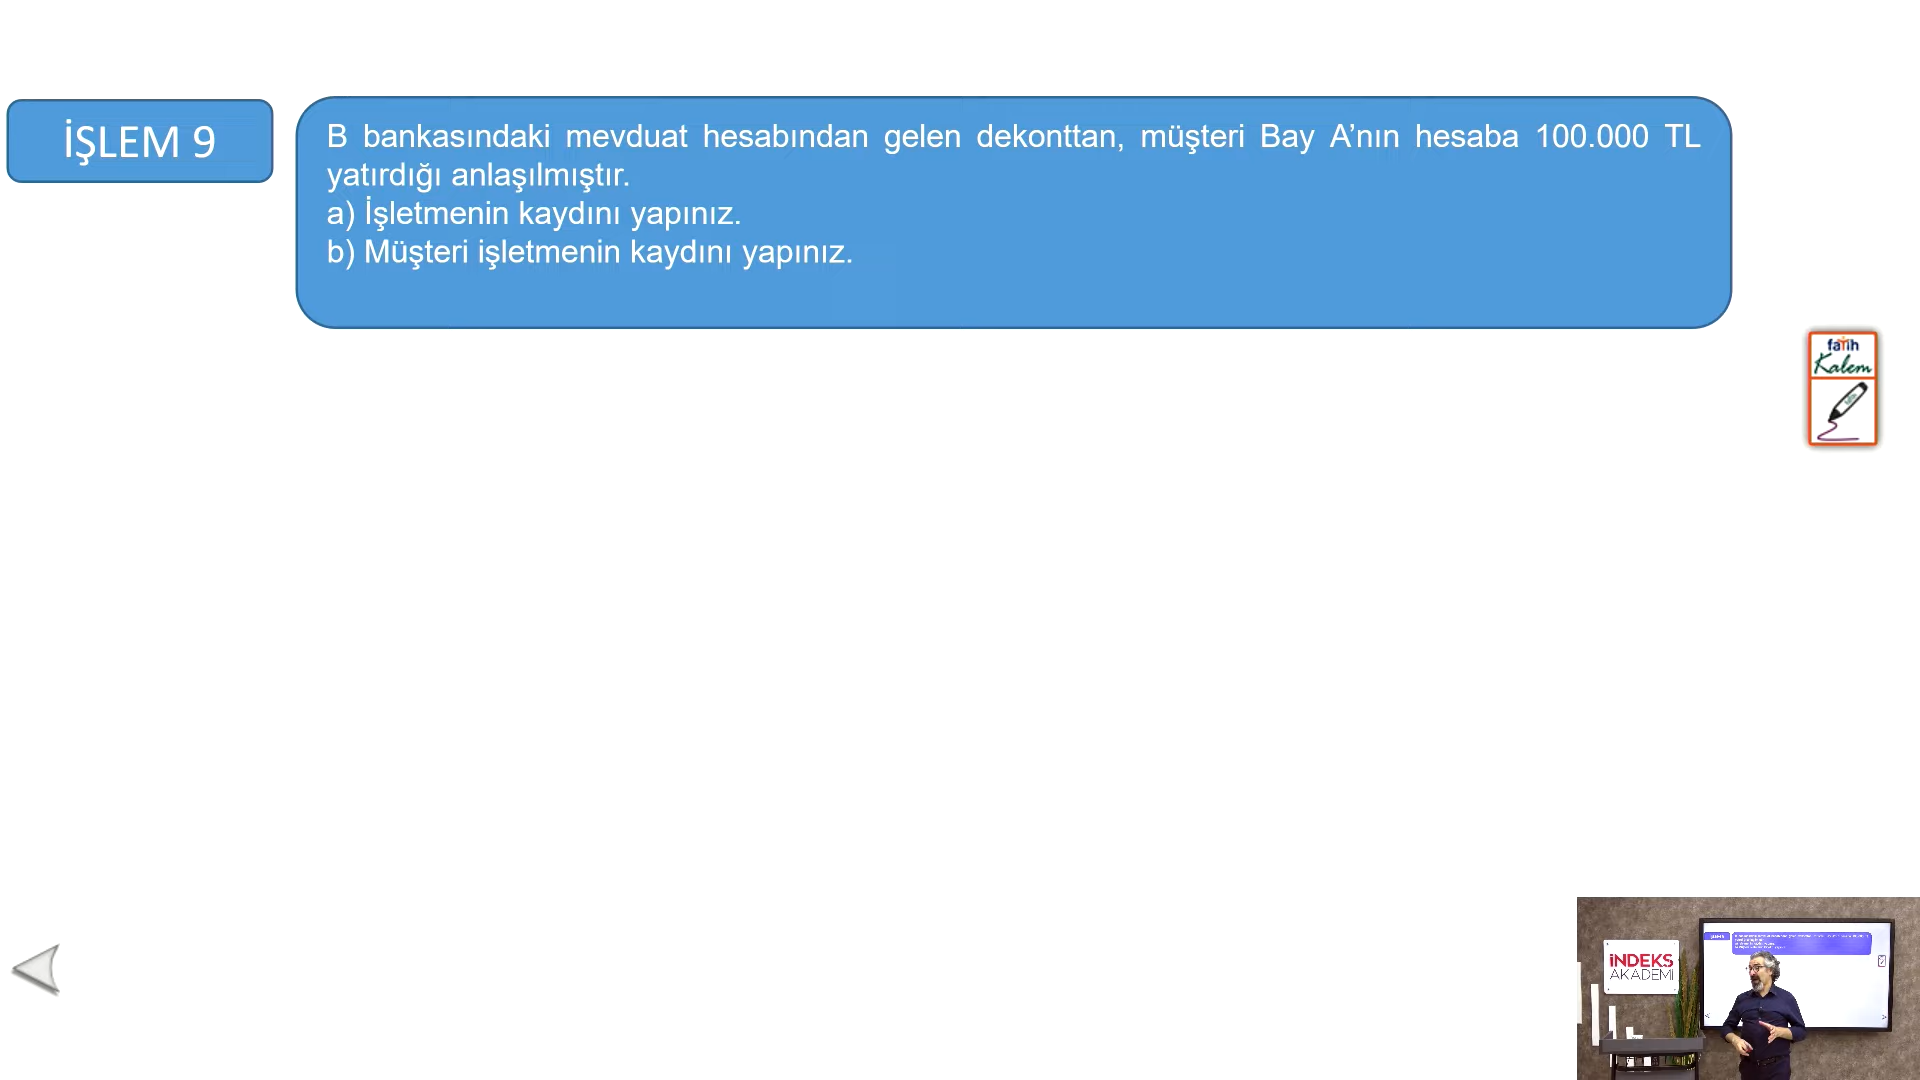 İŞLEM 9
B bankasındaki mevduat hesabından gelen dekonttan, müşteri Bay A’nın hesaba 100.000 TL
yatırdığı anlaşılmıştır.
a) İşletmenin kaydını yapınız.
b) Müşteri işletmenin kaydını yapınız.
fatih
Kalem
İNDEKS
AKADEMİ